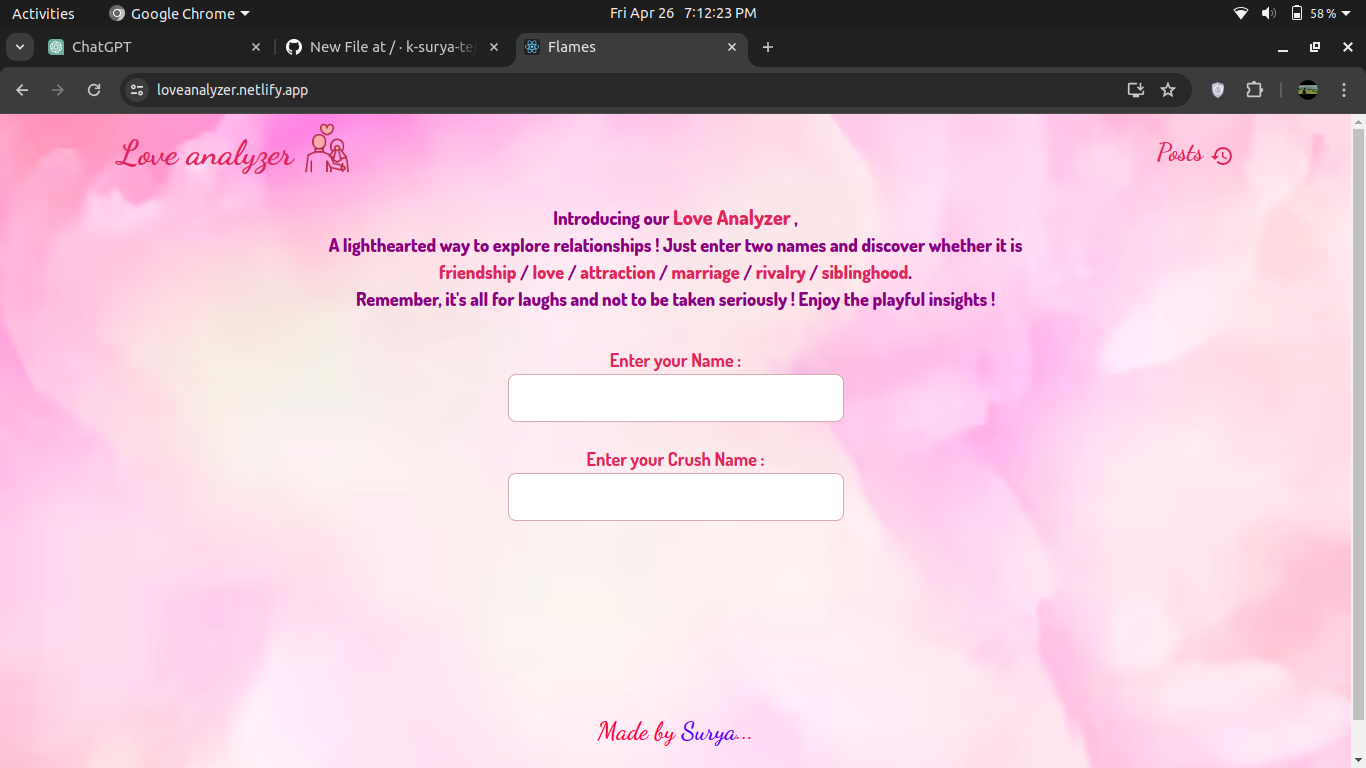 Activities
Google Chrome
Fri Apr 26 7:12:23 PM
58 %
ChatGPT
New File at / · k-surya-te
Flames
loveanalyzer.netlify.app
Love analyzer
Posts
Introducing our Love Analyzer ,
A lighthearted way to explore relationships ! Just enter two names and discover whether it is
friendship / love / attraction / marriage / rivalry / siblinghood.
Remember, it's all for laughs and not to be taken seriously ! Enjoy the playful insights !
Enter your Name :
Enter your Crush Name :
Made by Surya...